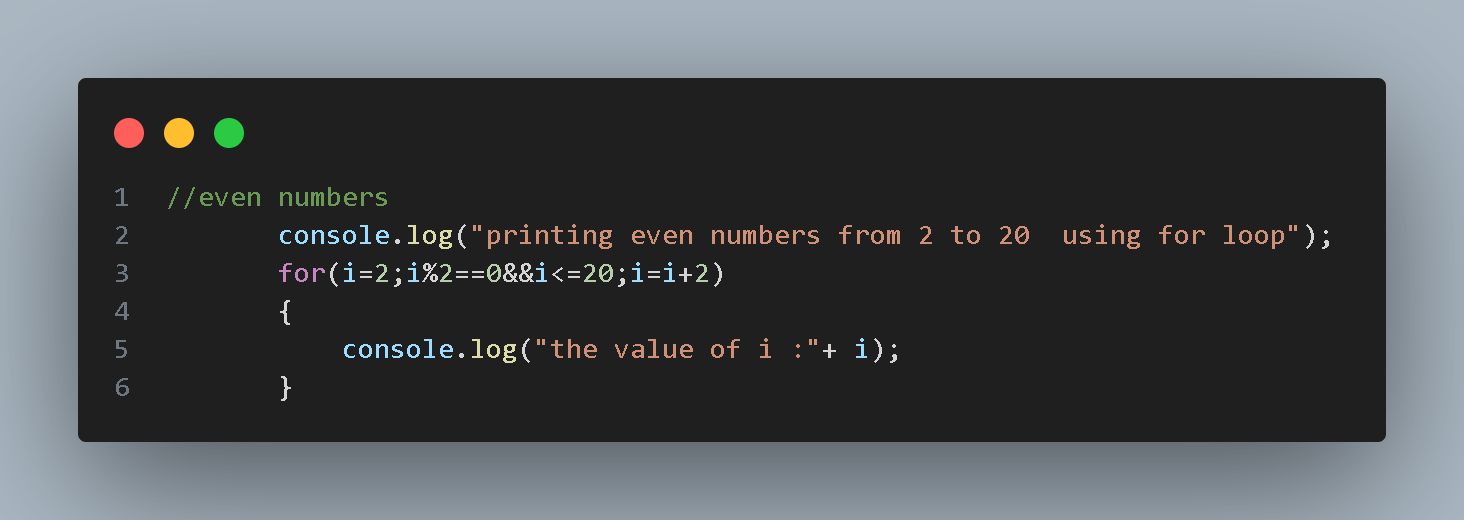 1 //even numbers
2 console.log("printing even numbers from 2 to 20  using for loop");
3 for(i=2;i%2==0&&i<=20;i=i+2)
4 {
5 console.log("the value of i :"+ i);
6 }